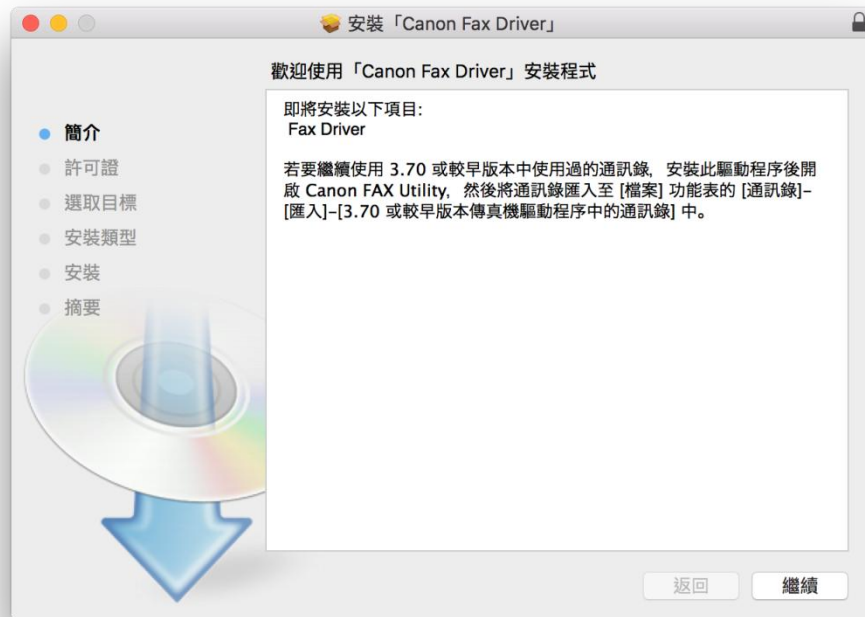 安裝「Canon Fax Driver」
歡迎使用「Canon Fax Driver」安裝程式
簡介
許可證
選取目標
安裝類型
安裝
摘要
即將安裝以下項目:
Fax Driver
若要繼續使用 3.70 或較早版本中使用過的通訊錄，安裝此驅動程序後開
啟 Canon FAX Utility，然後將通訊錄匯入至 [檔案] 功能表的 [通訊錄]–
[匯入]–[3.70 或較早版本傳真機驅動程序中的通訊錄] 中。
返回
繼續